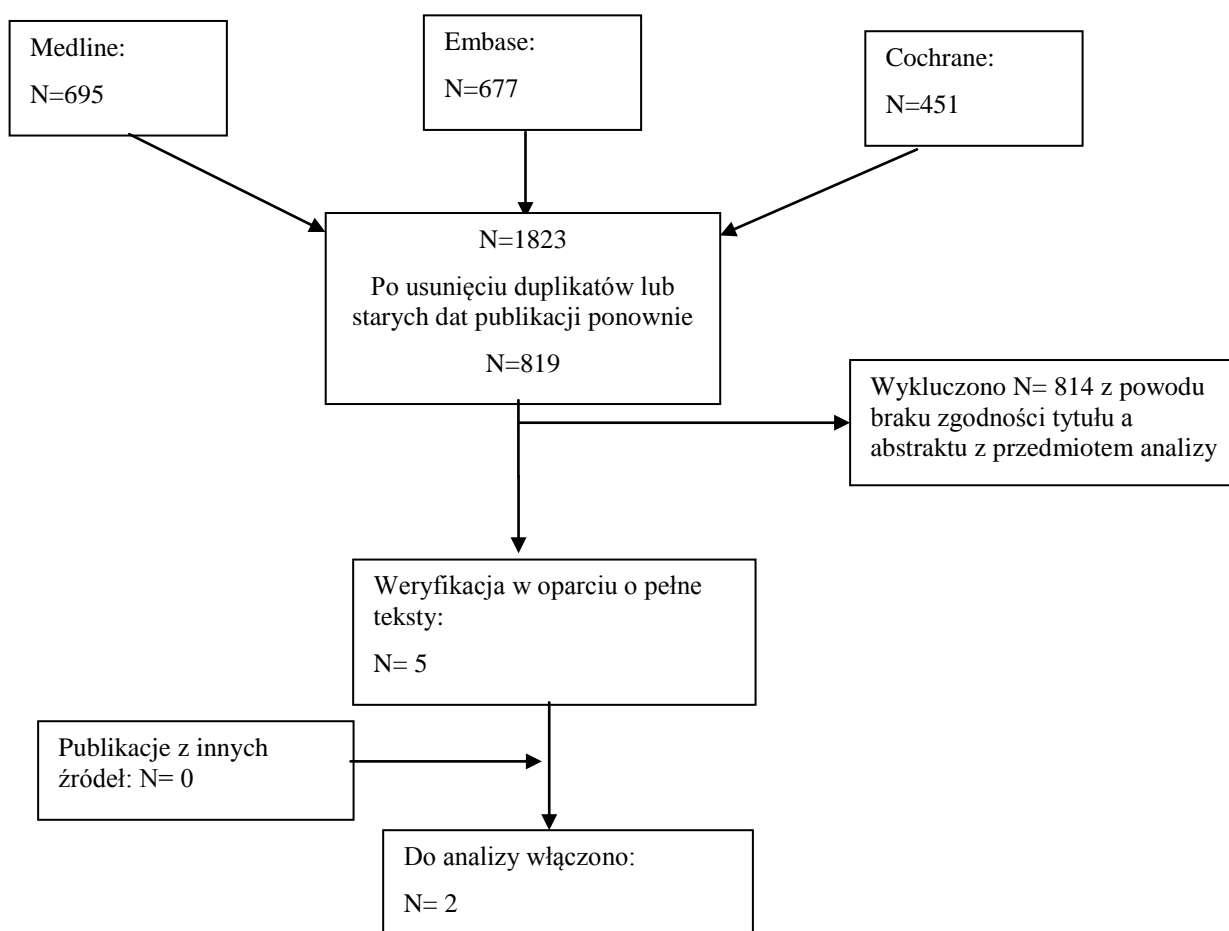 Medline:
N=695
Embase:
N=677
Cochrane:
N=451
N=1823
Po usunięciu duplikatów lub
starych dat publikacji ponownie
N=819
Wykluczono N= 814 z powodu
braku zgodności tytułu a
abstraktu z przedmiotem analizy
Weryfikacja w oparciu o pełne
teksty:
N= 5
Publikacje z innych
źródeł: N= 0
Do analizy włączono:
N= 2